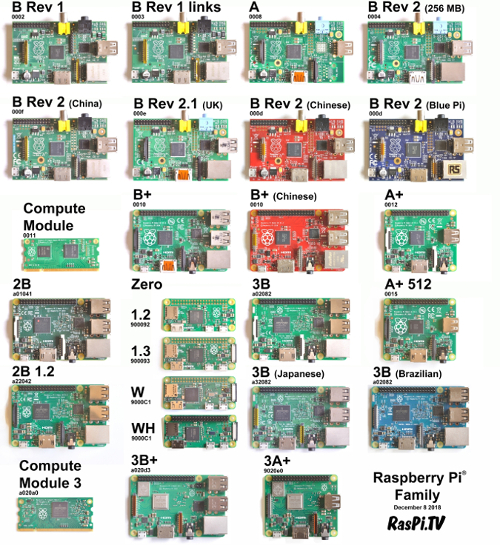 B Rev 1
0002
B Rev 1 links
0003
A
0008
B Rev 2 (256 MB)
0004
B Rev 2 (China)
000f
B Rev 2.1 (UK)
000e
B Rev 2 (Chinese)
000d
B Rev 2 (Blue Pi)
000d
Compute
Module
0011
B+
0010
B+ (Chinese)
0010
A+
0012
2B
a01041
Zero
1.2
900092
1.3
900093
3B
a02082
A+ 512
0015
2B 1.2
a22042
W
9000C1
WH
9000C1
3B (Japanese)
a32082
3B (Brazilian)
a02082
Compute
Module 3
a020a0
3B+
a020d3
3A+
9020e0
Raspberry Pi®
Family
December 8 2018
RasPi.TV
RS